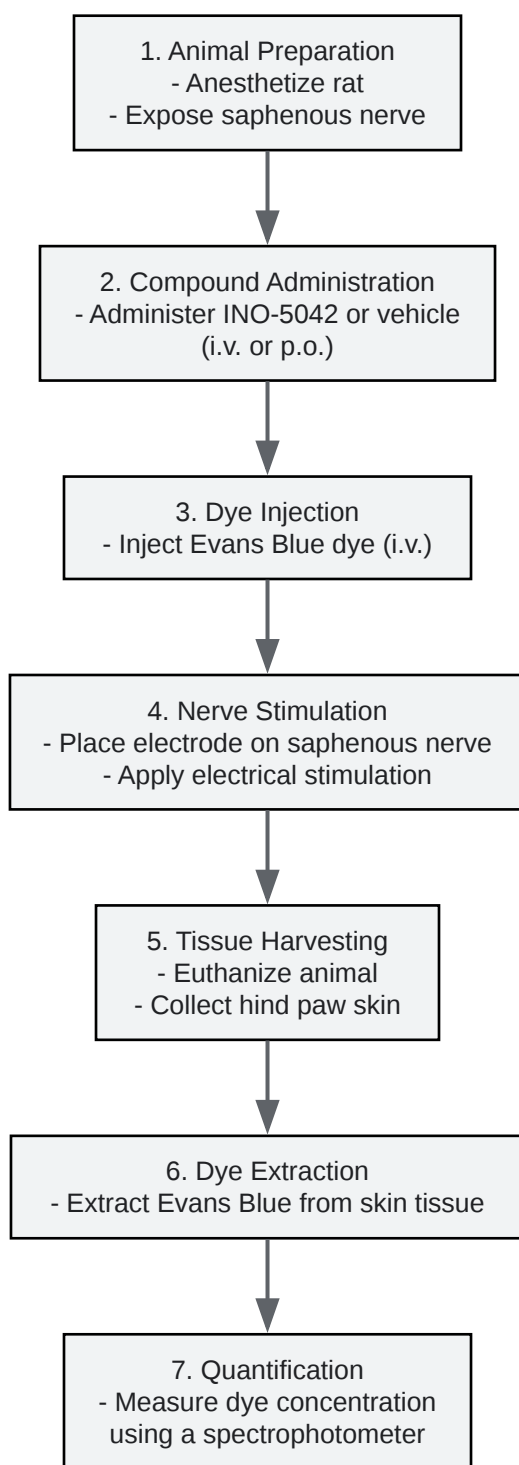 1. Animal Preparation
- Anesthetize rat
- Expose saphenous nerve
2. Compound Administration
- Administer INO-5042 or vehicle
(i.v. or p.o.)
3. Dye Injection
- Inject Evans Blue dye (i.v.)
4. Nerve Stimulation
- Place electrode on saphenous nerve
- Apply electrical stimulation
5. Tissue Harvesting
- Euthanize animal
- Collect hind paw skin
6. Dye Extraction
- Extract Evans Blue from skin tissue
7. Quantification
- Measure dye concentration
using a spectrophotometer